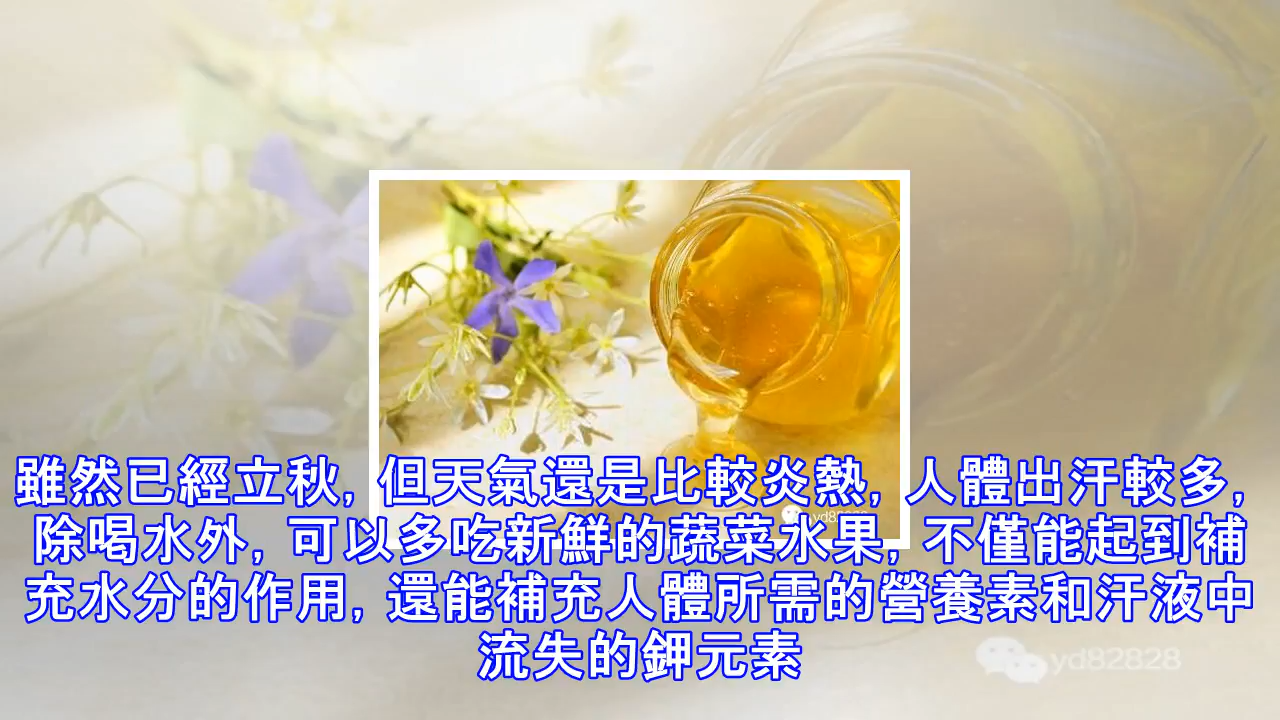 雖然已經立秋, 但天氣還是比較炎熱, 人體出汗較多,
除喝水外, 可以多吃新鮮的蔬菜水果, 不僅能起到補
充水分的作用, 還能補充人體所需的營養素和汗液中
流失的鉀元素
yd82828